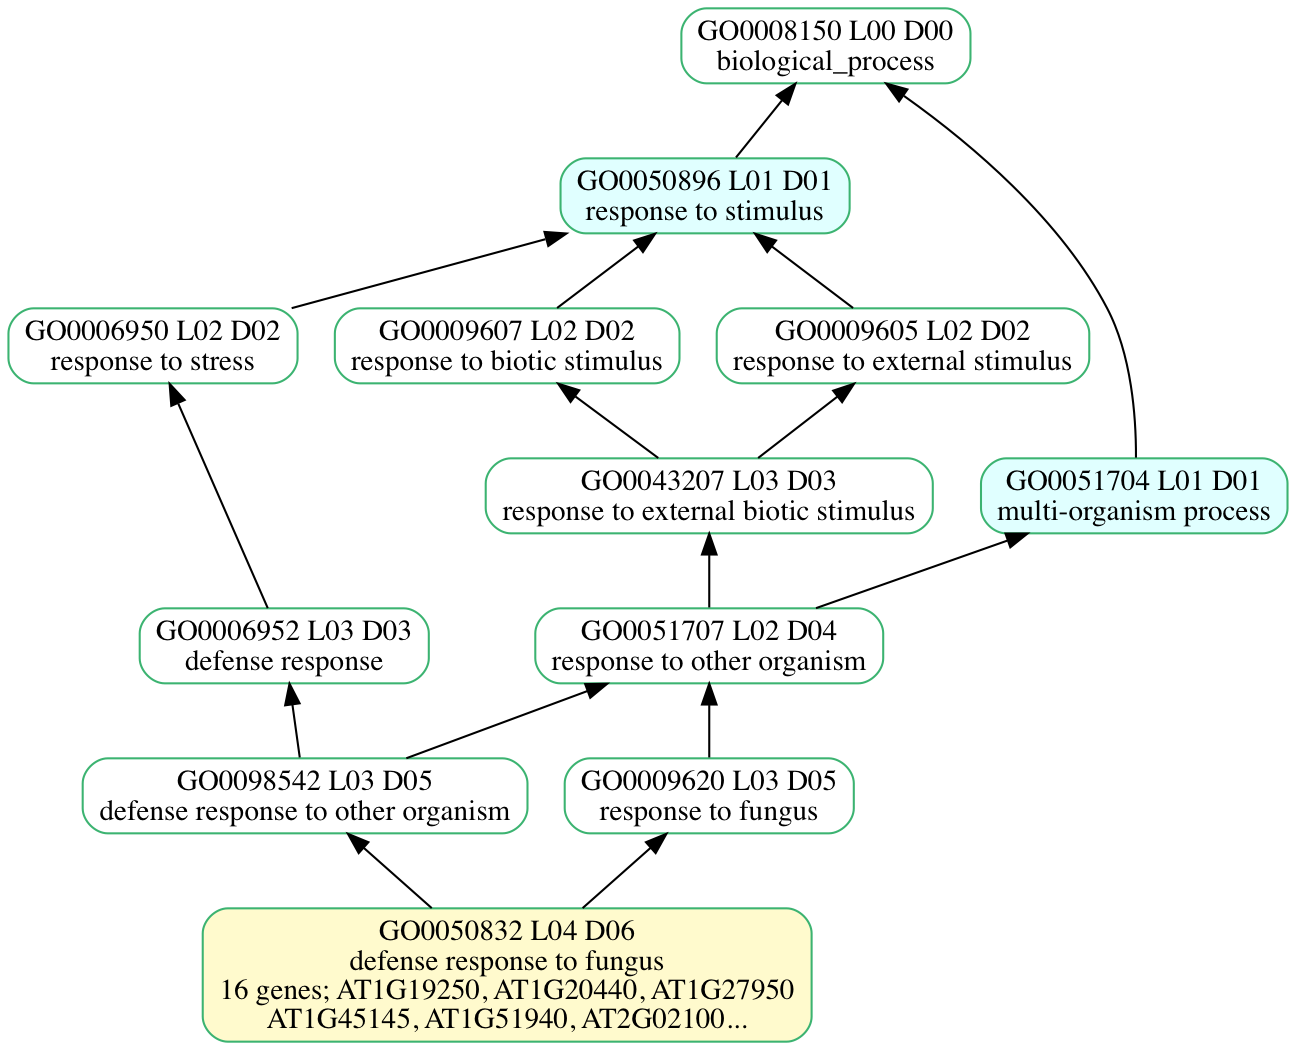 GO0008150 L00 D00
biological_process
GO0050896 L01 D01
response to stimulus
GO0006950 L02 D02
response to stress
GO0009607 L02 D02
response to biotic stimulus
GO0009605 L02 D02
response to external stimulus
GO0043207 L03 D03
response to external biotic stimulus
GO0051704 L01 D01
multi-organism process
GO0006952 L03 D03
defense response
GO0051707 L02 D04
response to other organism
GO0098542 L03 D05
defense response to other organism
GO0009620 L03 D05
response to fungus
GO0050832 L04 D06
defense response to fungus
16 genes; AT1G19250, AT1G20440, AT1G27950
AT1G45145, AT1G51940, AT2G02100...